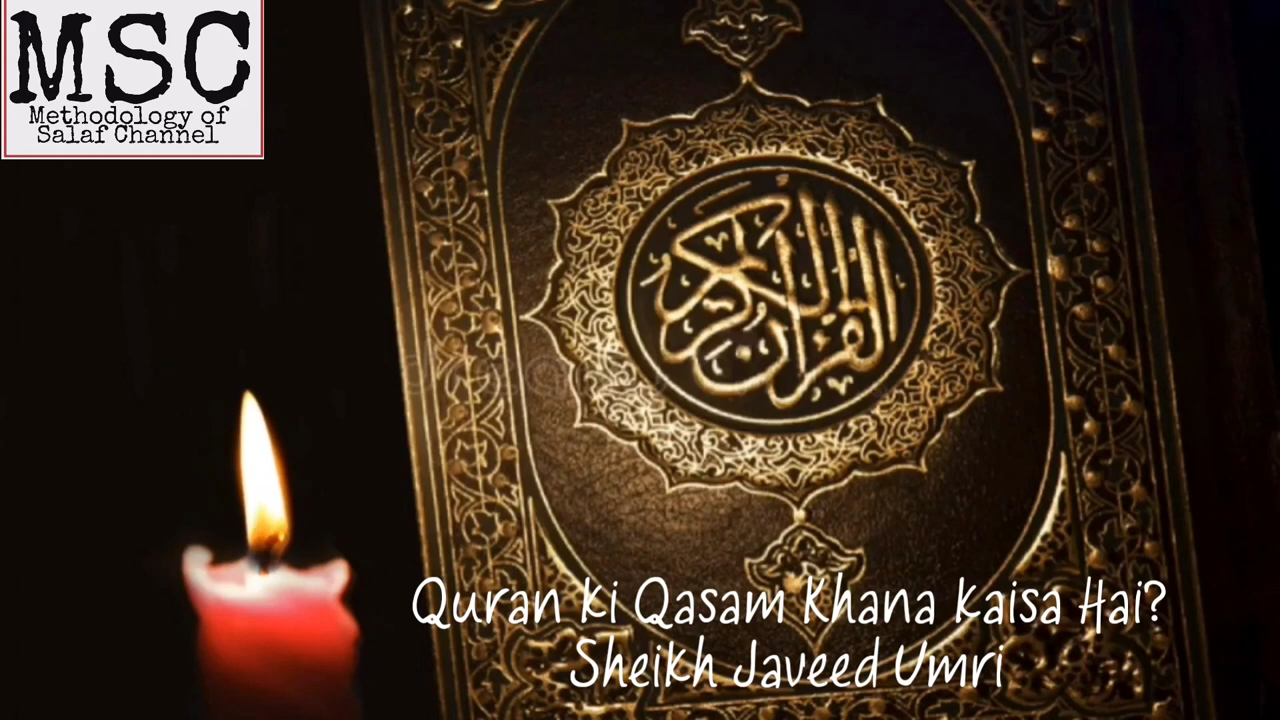 MSC
Methodology of
Salaf Channel
القرآن الكريم
Quran ki Qasam Khana Kaisa Hai?
Sheikh Javeed Umri